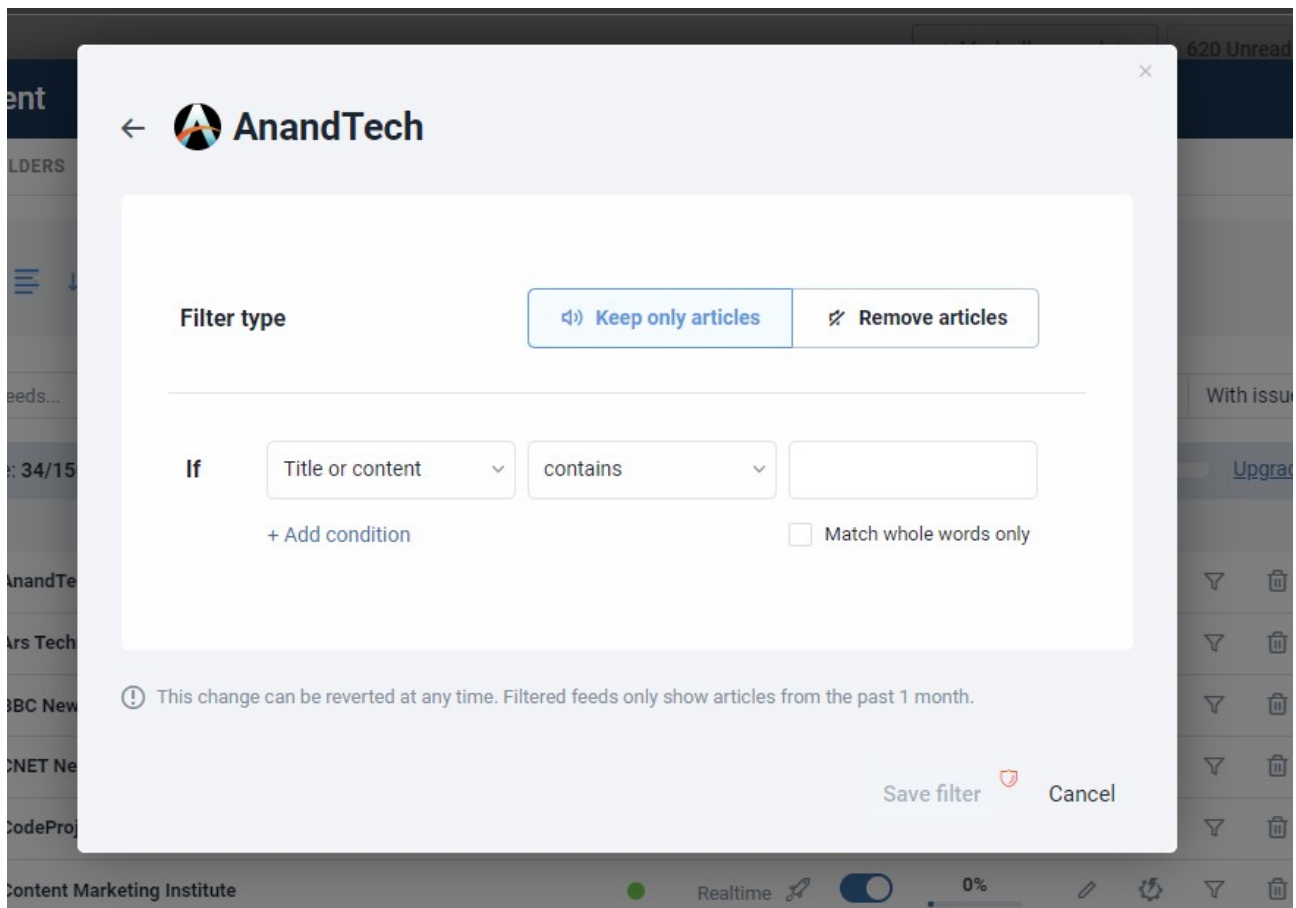 620 Unread
ent
AnandTech
LDERS
Filter type
Keep only articles
Remove articles
eeds...
With issue
If
Title or content
contains
: 34/15
Upgrad
+ Add condition
Match whole words only
AnandTe
Ars Tech
This change can be reverted at any time. Filtered feeds only show articles from the past 1 month.
BBC New
CNET Ne
Save filter
Cancel
CodeProj
Content Marketing Institute
Realtime
0%